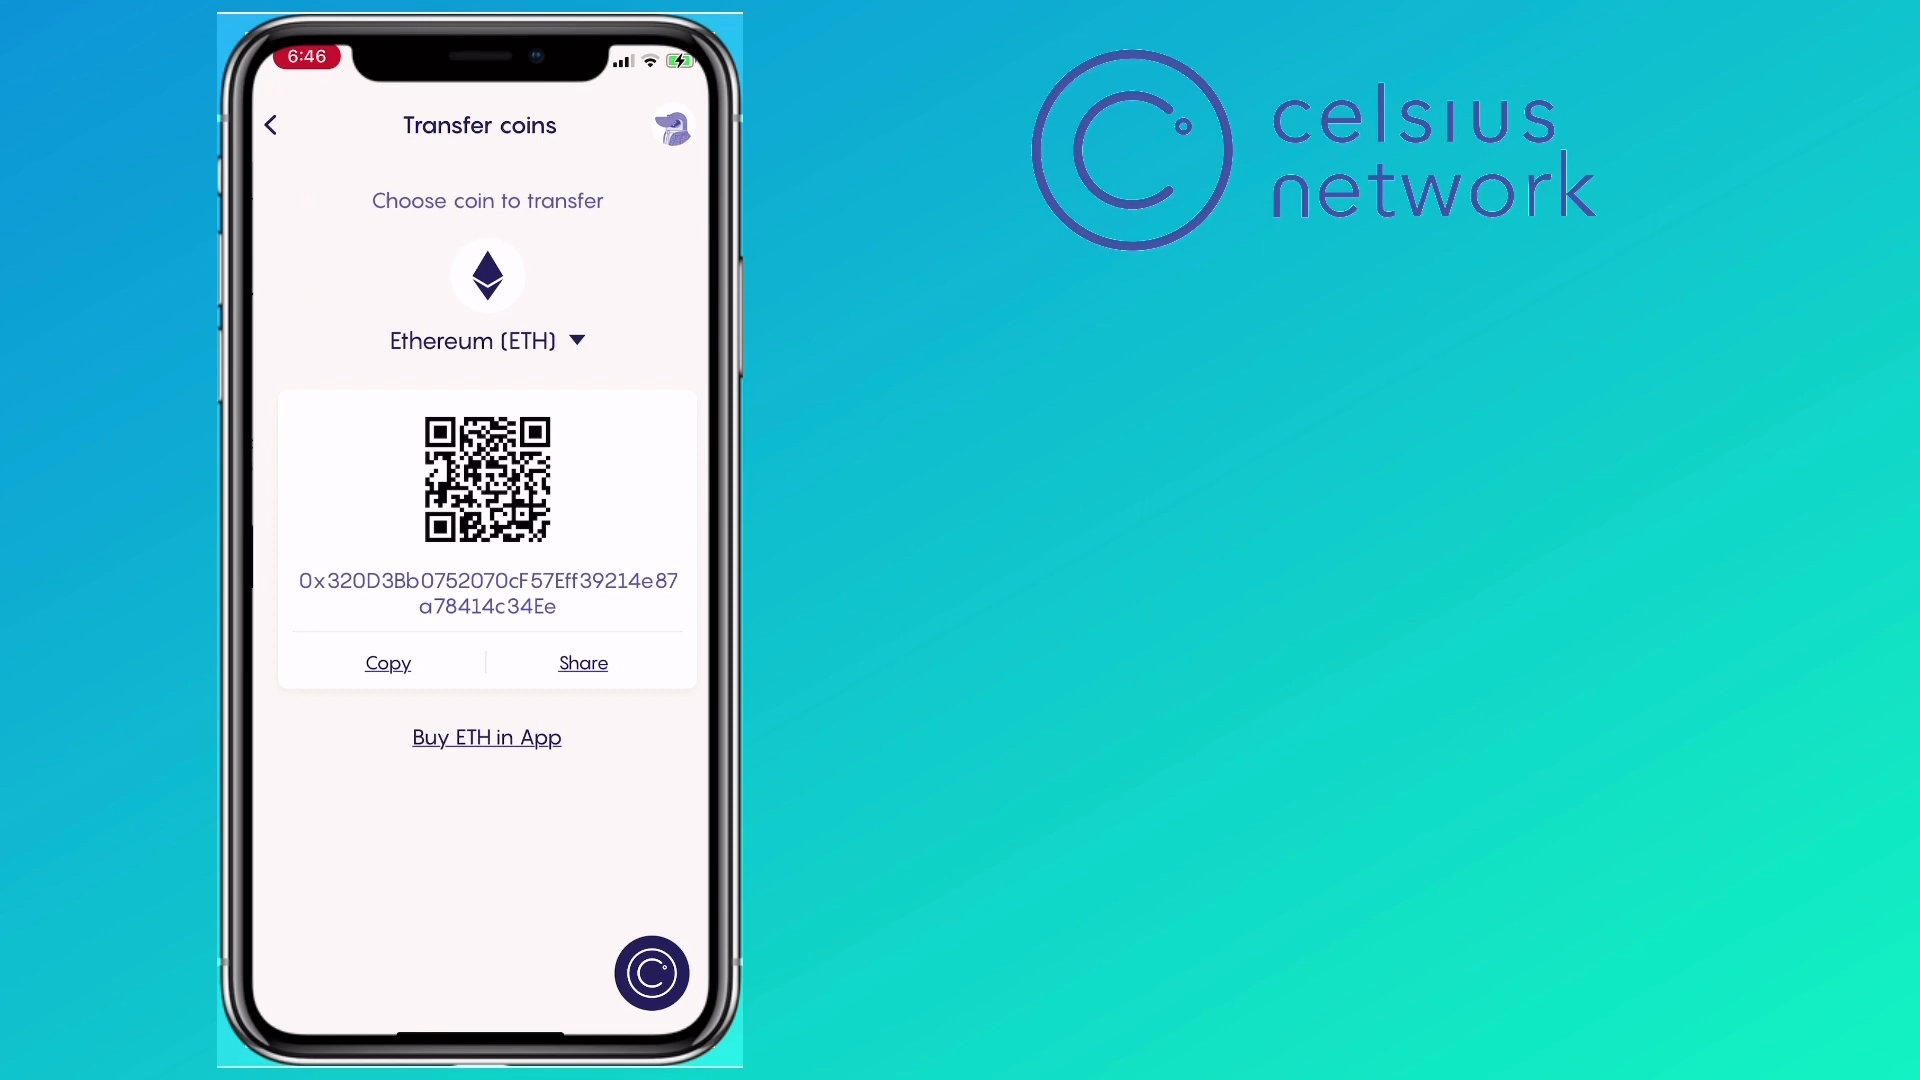 6:46
Transfer coins
Choose coin to transfer
Ethereum (ETH)
0x320D3Bb0752070cF57Eff39214e87
a78414c34Ee
Copy
Share
Buy ETH in App
celsius
network